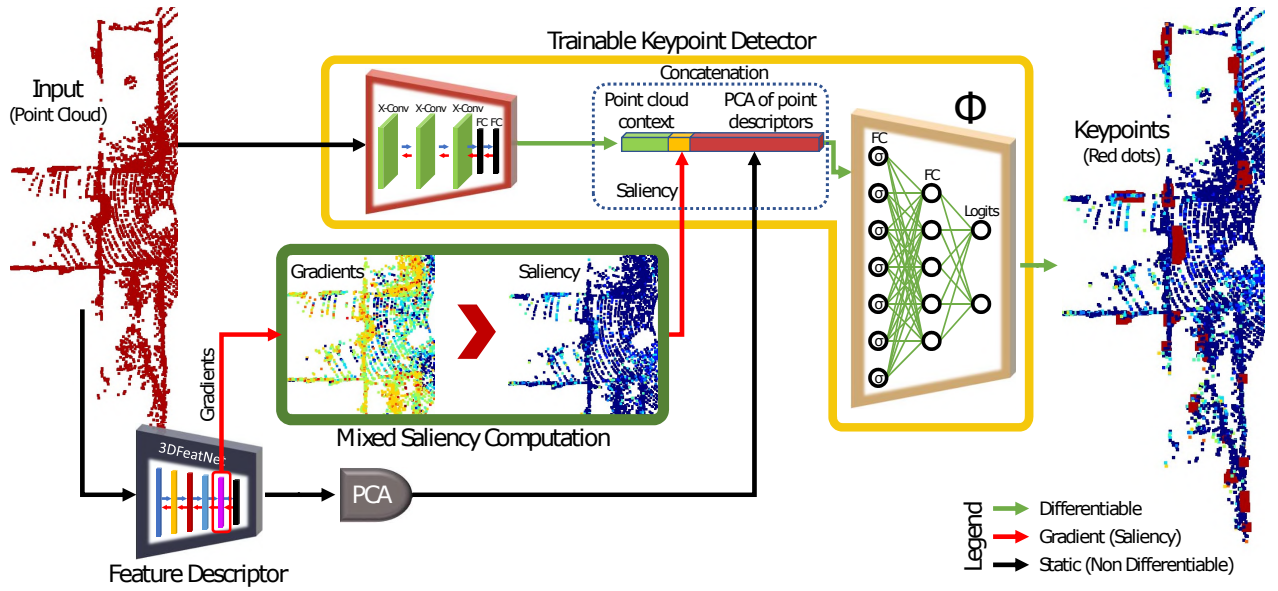 Trainable Keypoint Detector
Input
(Point Cloud)
X-Conv
X-Conv
X-Conv
FC
FC
Concatenation
Point cloud
context
PCA of point
descriptors
Saliency
Φ
FC
σ
σ
σ
σ
σ
σ
σ
FC
Logits
Keypoints
(Red dots)
Gradients
Saliency
Mixed Saliency Computation
Gradients
3DFeatNet
PCA
Feature Descriptor
Legend
Differentiable
Gradient (Saliency)
Static (Non Differentiable)